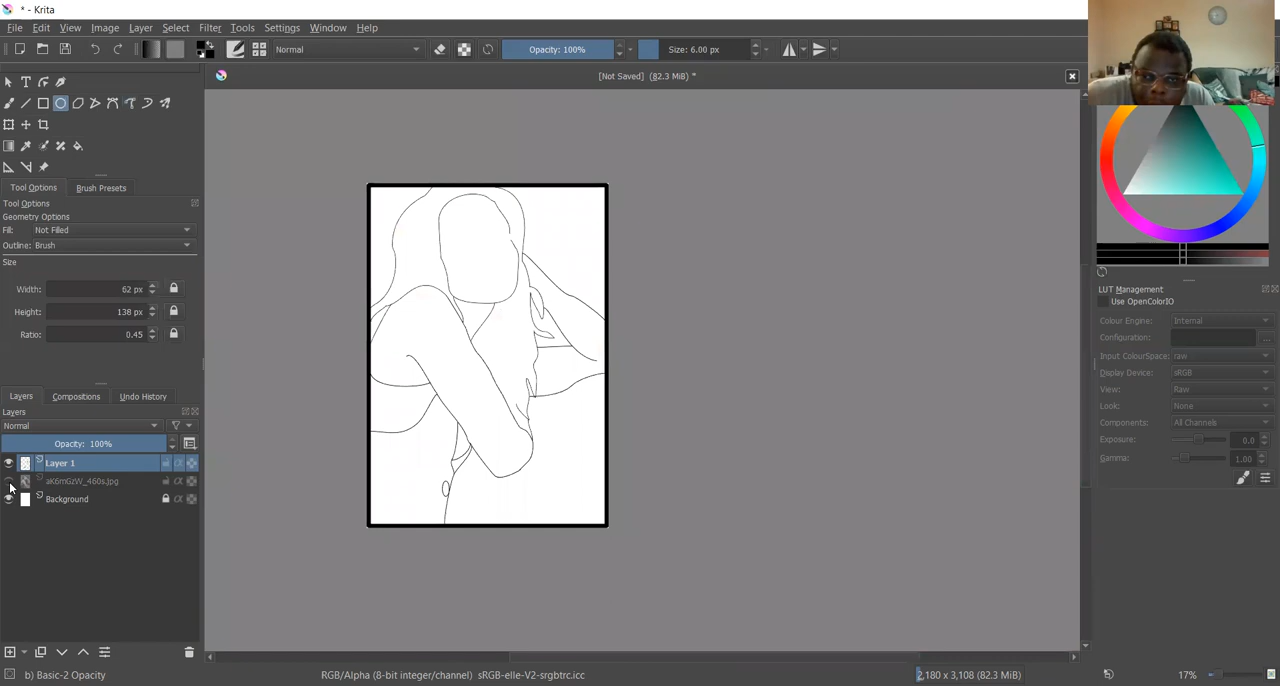 * - Krita
File Edit View Image Layer Select Filter Tools Settings Window Help
Normal Opacity: 100% Size: 6.00 px
[Not Saved] (82.3 MiB) *
Tool Options Brush Presets
Tool Options
Geometry Options
Fill: Not Filled
Outline: Brush
Size
Width: 62 px
Height: 138 px
Ratio: 0.45
Layers Compositions Undo History
Layers
Normal
Opacity: 100%
Layer 1
aK6mGzW_460s.jpg
Background
b) Basic-2 Opacity
RGB/Alpha (8-bit integer/channel) sRGB-elle-V2-srgbtrc.icc
2,180 x 3,108 (82.3 MiB)
17%
LUT Management
Use OpenColorIO
Colour Engine: Internal
Configuration: ...
Input ColourSpace: raw
Display Device: sRGB
View: Raw
Look: None
Components: All Channels
Exposure: 0.0
Gamma: 1.00